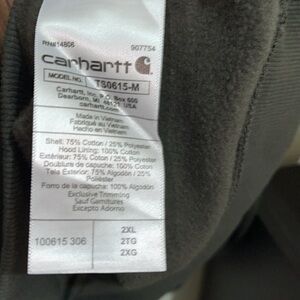 RN#14806 907754
carhartt
MODEL NO. TS0615-M
Carhartt, Inc. P.O. Box 600
Dearborn, MI 48121 USA
carhartt.com
Made in Vietnam
Fabriqué au Vietnam
Hecho en Vietnam
Shell: 75% Cotton / 25% Polyester
Hood Lining: 100% Cotton
Extérieur: 75% Coton / 25% Polyester
Doublure de capuche: 100% Coton
Tela Exterior: 75% Algodón / 25%
Poliéster
Forro de la capucha: 100% Algodón
Exclusive Trimming
Sauf Garnitures
Excepto Adorno
100615 306
2XL
2TG
2XG